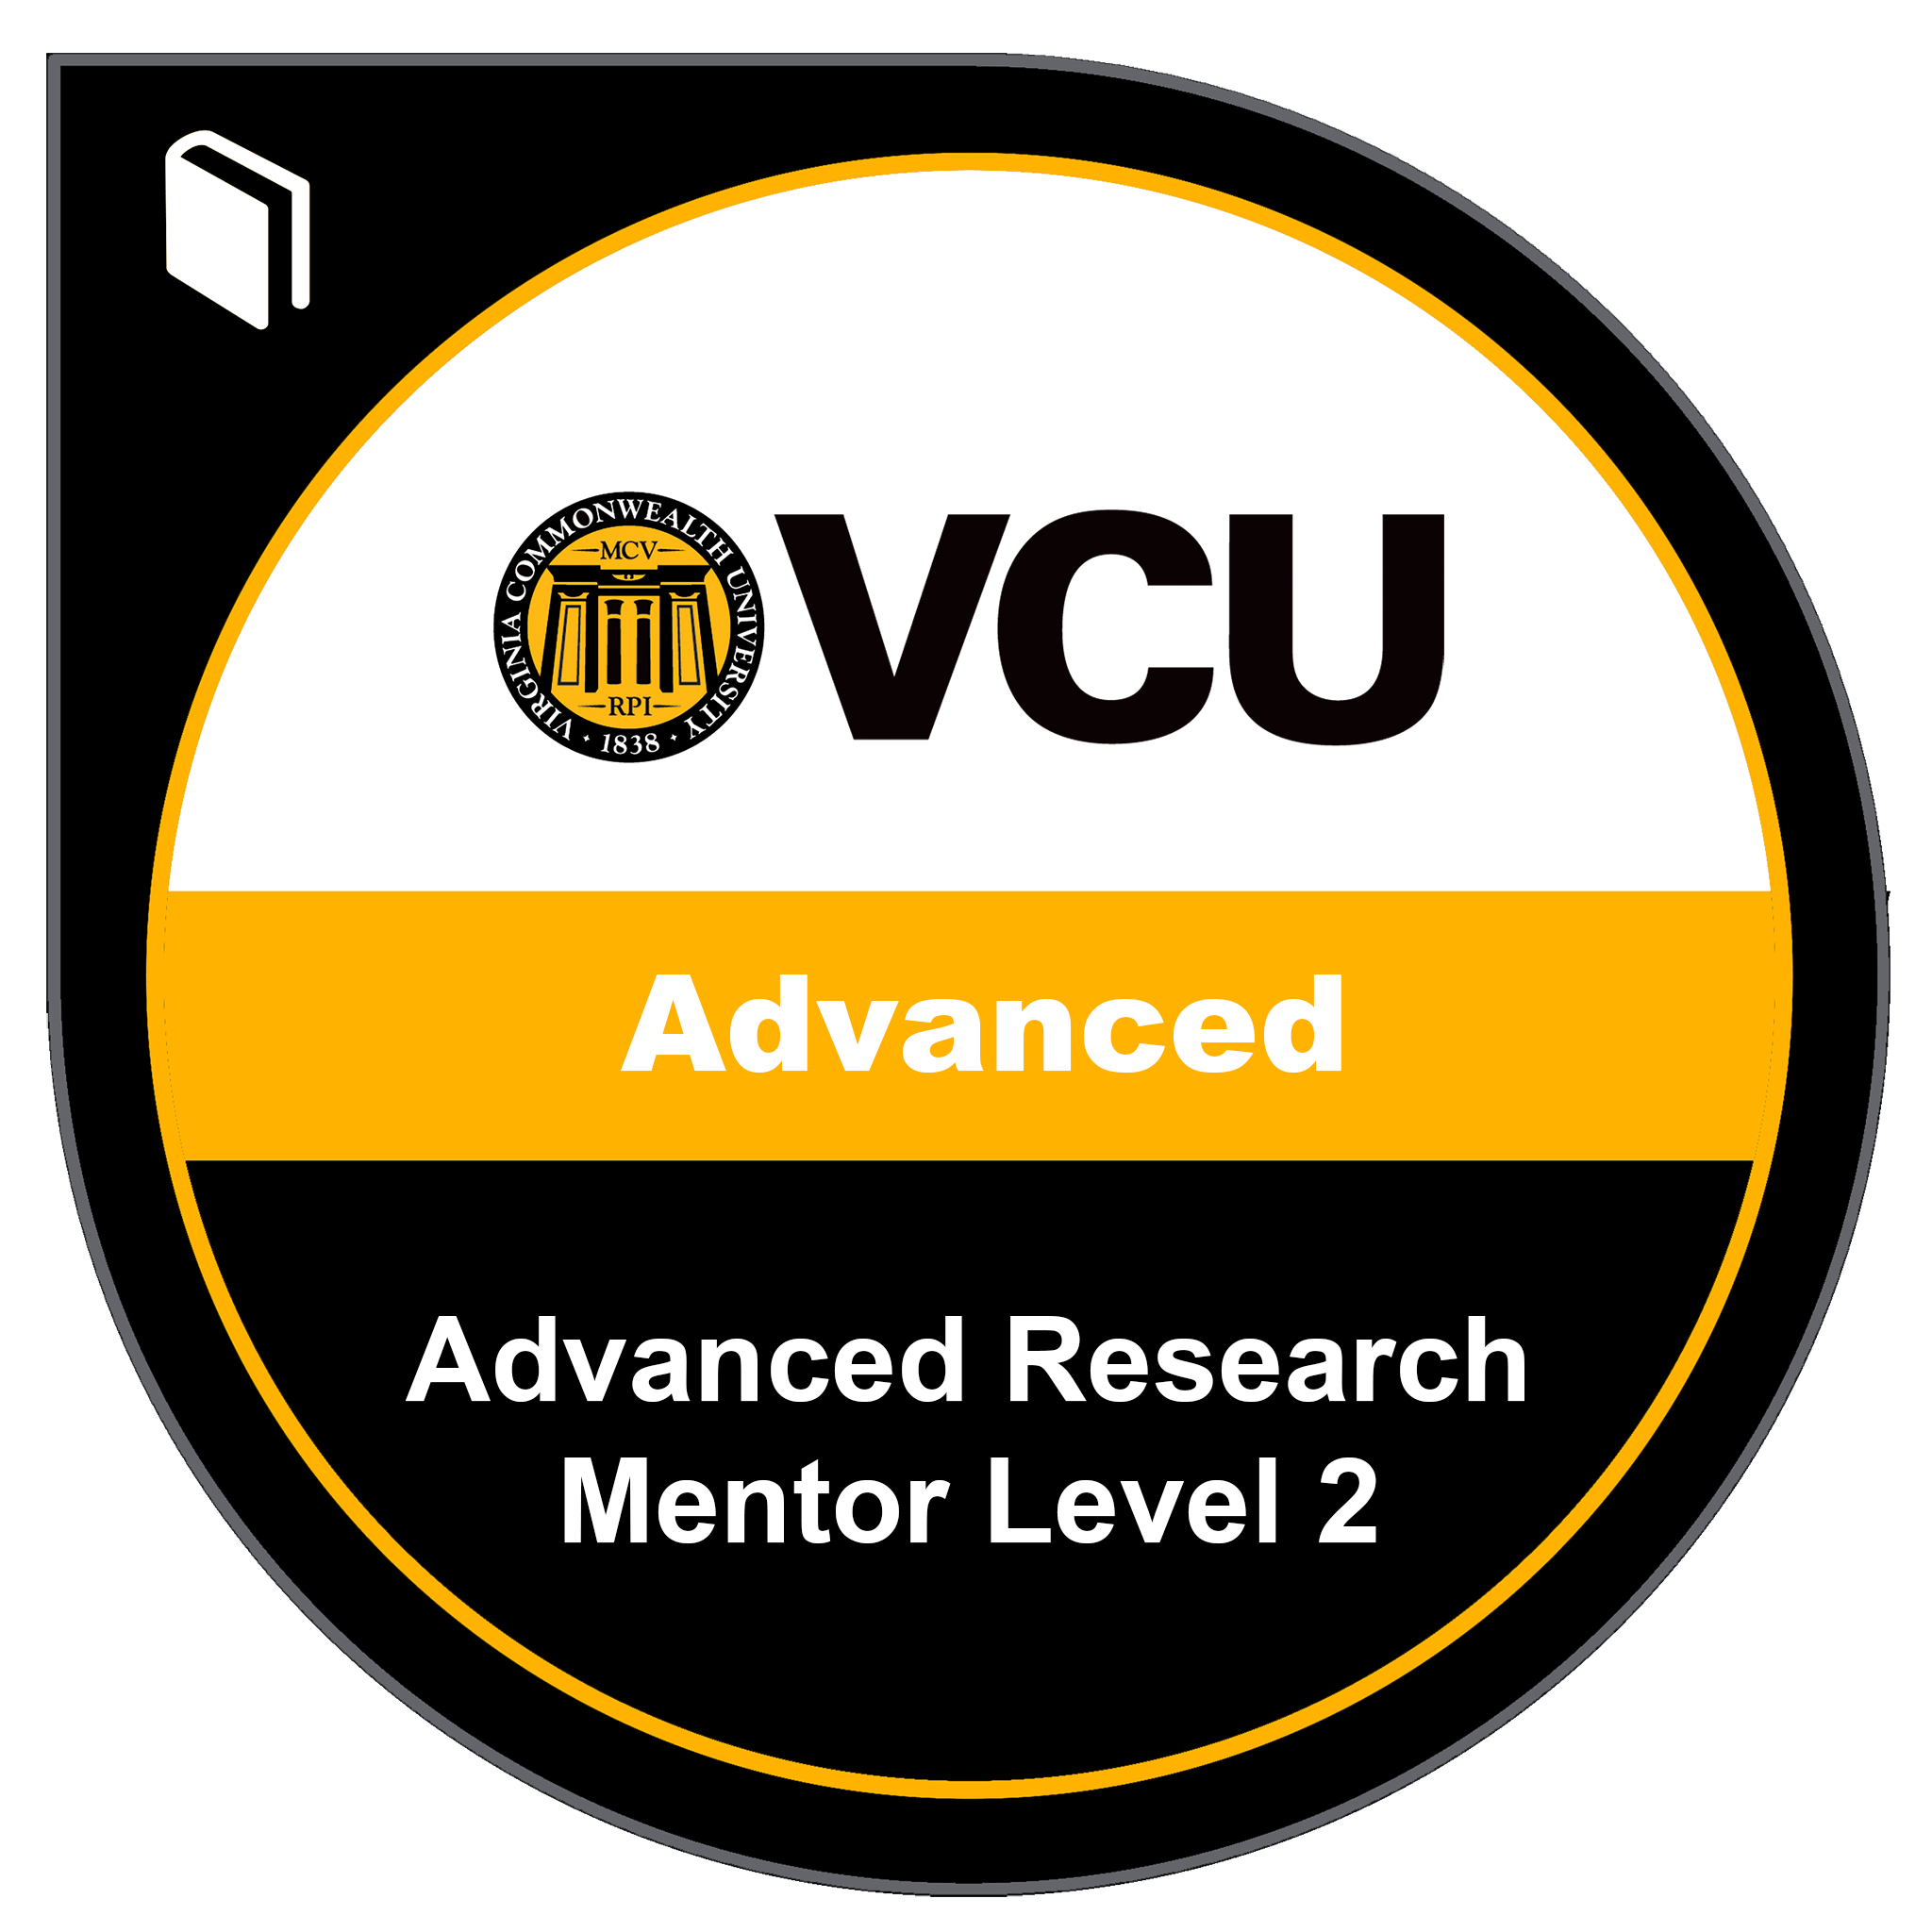 VIRGINIA COMMONWEALTH UNIVERSITY
MCV
RPI
1838
VCU
Advanced
Advanced Research
Mentor Level 2